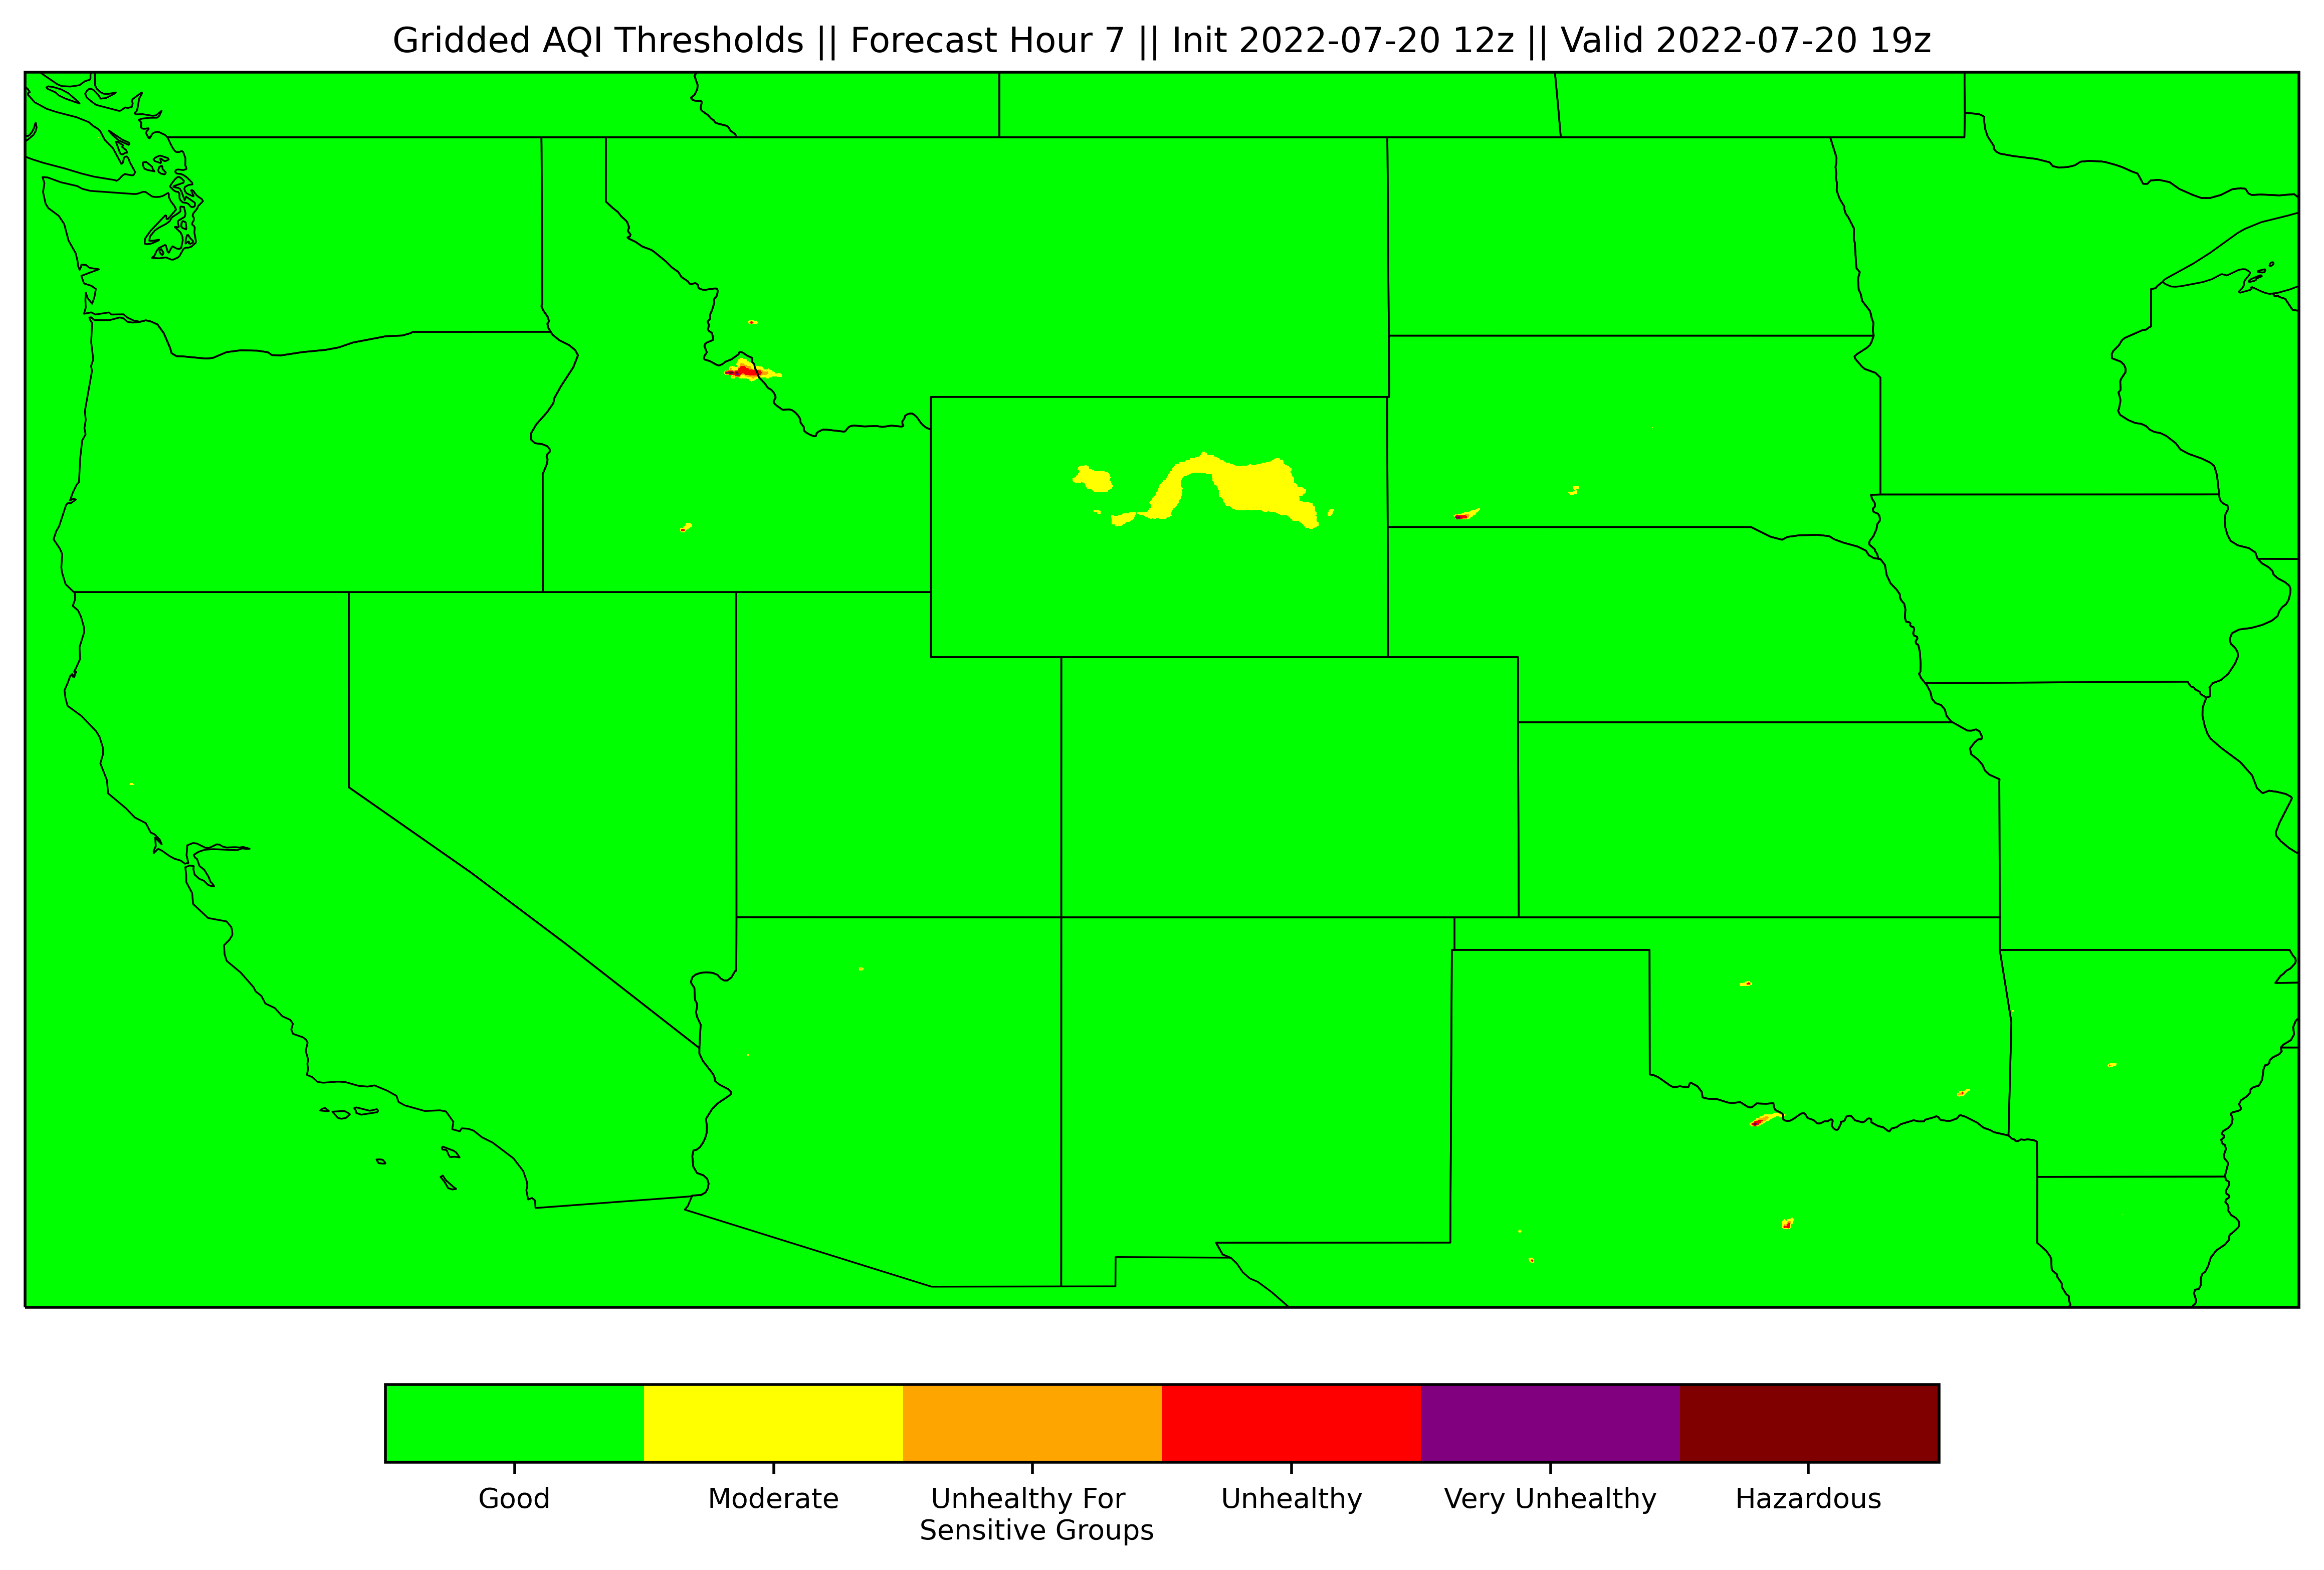 Gridded AQI Thresholds || Forecast Hour 7 || Init 2022-07-20 12z || Valid 2022-07-20 19z
Good
Moderate
Unhealthy For
Sensitive Groups
Unhealthy
Very Unhealthy
Hazardous